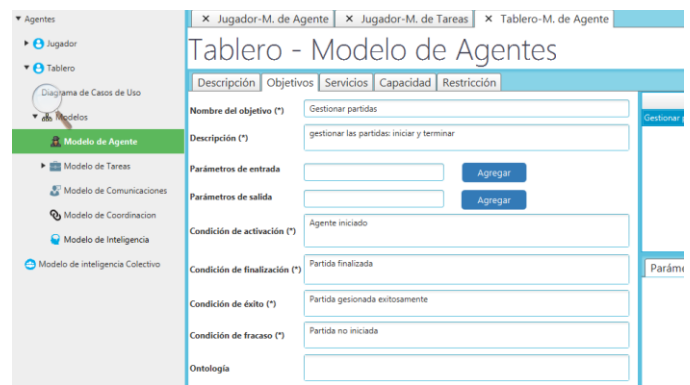 Agentes
Jugador
Tablero
Diagrama de Casos de Uso
Modelos
Modelo de Agente
Modelo de Tareas
Modelo de Comunicaciones
Modelo de Coordinacion
Modelo de Inteligencia
Modelo de inteligencia Colectivo
× Jugador-M. de Agente × Jugador-M. de Tareas × Tablero-M. de Agente
Tablero - Modelo de Agentes
Descripción Objetivos Servicios Capacidad Restricción
Nombre del objetivo (*) Gestionar partidas
Descripción (*) gestionar las partidas: iniciar y terminar
Parámetros de entrada Agregar
Parámetros de salida Agregar
Condición de activación (*) Agente iniciado
Condición de finalización (*) Partida finalizada
Condición de éxito (*) Partida gesionada exitosamente
Condición de fracaso (*) Partida no iniciada
Ontología
Gestionar p
Paráme